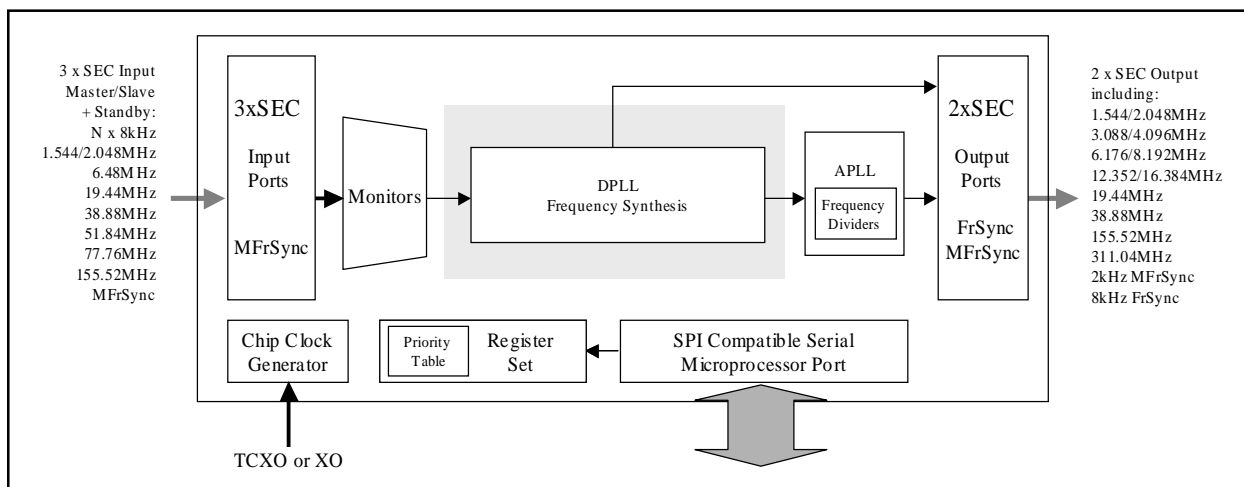 3 x SEC Input
Master/Slave
+ Standby:
N x 8kHz
1.544/2.048MHz
6.48MHz
19.44MHz
38.88MHz
51.84MHz
77.76MHz
155.52MHz
MFrSync
3xSEC
Input
Ports
MFrSync
Monitors
DPLL
Frequency Synthesis
APLL
Frequency
Dividers
2xSEC
Output
Ports
FrSync
MFrSync
2 x SEC Output
including:
1.544/2.048MHz
3.088/4.096MHz
6.176/8.192MHz
12.352/16.384MHz
19.44MHz
38.88MHz
155.52MHz
311.04MHz
2kHz MFrSync
8kHz FrSync
Chip Clock
Generator
Priority
Table
Register
Set
SPI Compatible Serial
Microprocessor Port
TCXO or XO